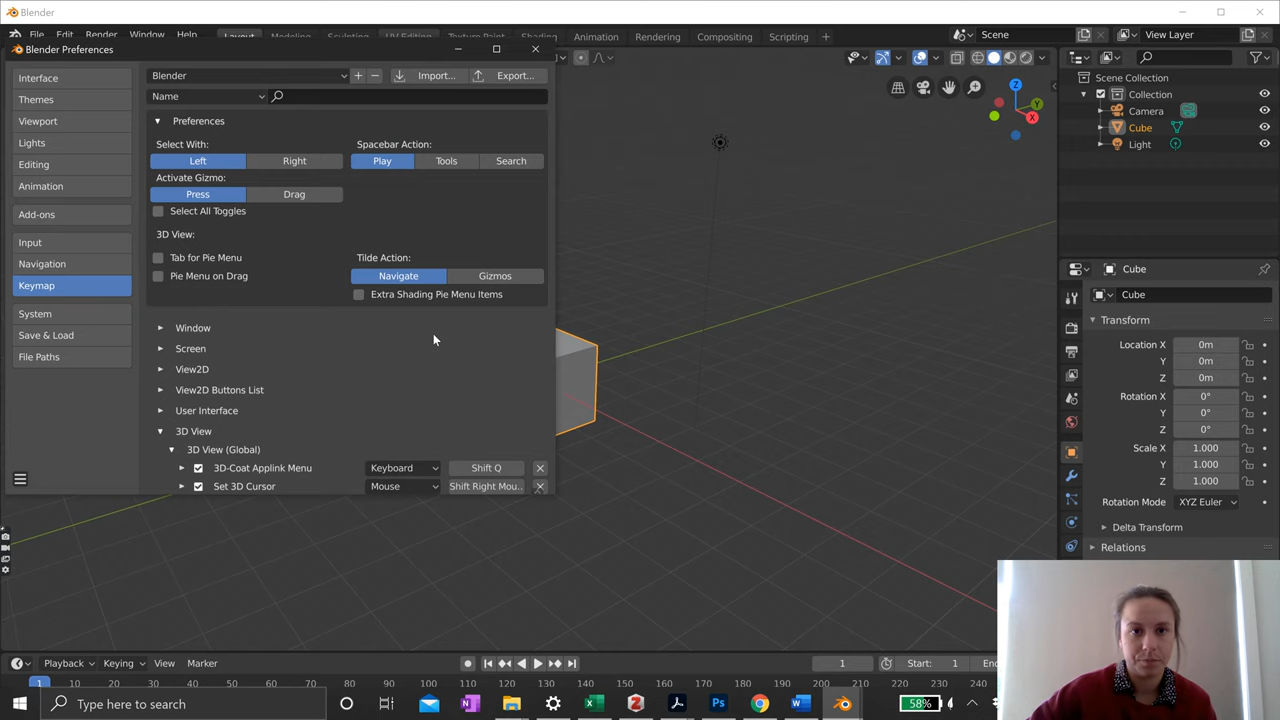 Blender
File Edit Render Window Help Layout Modeling Sculpting UV Editing Texture Paint Animation Rendering Compositing Scripting + Scene View Layer
Blender Preferences
Interface
Themes
Viewport
Lights
Editing
Animation
Add-ons
Input
Navigation
Keymap
System
Save & Load
File Paths
Blender Import... Export...
Name
Preferences
Select With: Spacebar Action:
Left Right Play Tools Search
Activate Gizmo:
Press Drag
Select All Toggles
3D View:
Tab for Pie Menu Tilde Action:
Pie Menu on Drag Navigate Gizmos
Extra Shading Pie Menu Items
Window
Screen
View2D
View2D Buttons List
User Interface
3D View
3D View (Global)
3D-Coat Applink Menu Keyboard Shift Q
Set 3D Cursor Mouse Shift Right Mou..
Z
Y
X
Scene Collection
Collection
Camera
Cube
Light
Cube
Cube
Transform
Location X 0m
Y 0m
Z 0m
Rotation X 0°
Y 0°
Z 0°
Scale X 1.000
Y 1.000
Z 1.000
Rotation Mode XYZ Euler
Delta Transform
Relations
Playback Keying View Marker 1 Start: 1
1 10 20 30 40 50 60 70 80 90 100 110 120 130 140 150 160 170 180 190 200
Type here to search 58%